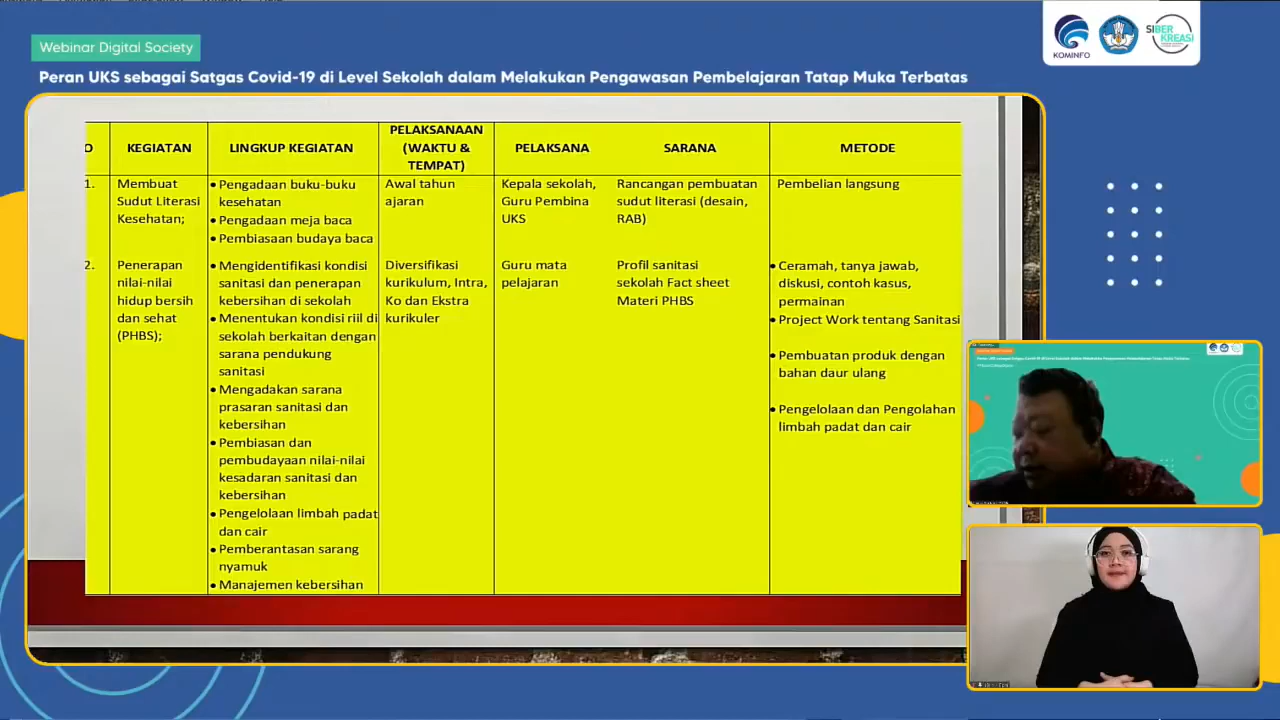 Webinar Digital Society
Peran UKS sebagai Satgas Covid-19 di Level Sekolah dalam Melakukan Pengawasan Pembelajaran Tatap Muka Terbatas
KOMINFO
SIBER
KREASI
O
KEGIATAN
LINGKUP KEGIATAN
PELAKSANAAN
(WAKTU &
TEMPAT)
PELAKSANA
SARANA
METODE
1.
Membuat
Sudut Literasi
Kesehatan;
• Pengadaan buku-buku
kesehatan
• Pengadaan meja baca
• Pembiasaan budaya baca
Awal tahun
ajaran
Kepala sekolah,
Guru Pembina
UKS
Rancangan pembuatan
sudut literasi (desain,
RAB)
Pembelian langsung
2.
Penerapan
nilai-nilai
hidup bersih
dan sehat
(PHBS);
• Mengidentifikasi kondisi
sanitasi dan penerapan
kebersihan di sekolah
• Menentukan kondisi riil di
sekolah berkaitan dengan
sarana pendukung
sanitasi
• Mengadakan sarana
prasaran sanitasi dan
kebersihan
• Pembiasan dan
pembudayaan nilai-nilai
kesadaran sanitasi dan
kebersihan
• Pengelolaan limbah padat
dan cair
• Pemberantasan sarang
nyamuk
• Manajemen kebersihan
Diversifikasi
kurikulum, Intra,
Ko dan Ekstra
kurikuler
Guru mata
pelajaran
Profil sanitasi
sekolah Fact sheet
Materi PHBS
• Ceramah, tanya jawab,
diskusi, contoh kasus,
permainan
• Project Work tentang Sanitasi
• Pembuatan produk dengan
bahan daur ulang
• Pengelolaan dan Pengolahan
limbah padat dan cair